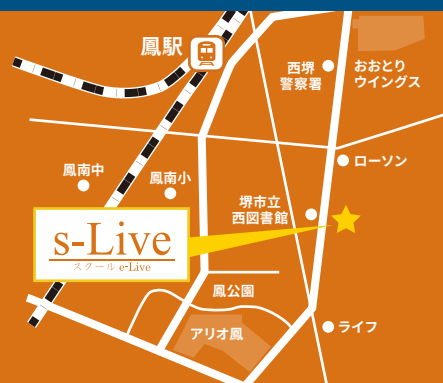 鳳駅
西堺
警察署
おおとり
ウイングス
ローソン
鳳南中
鳳南小
堺市立
西図書館
s-Live
スクール e-Live
鳳公園
アリオ鳳
ライフ